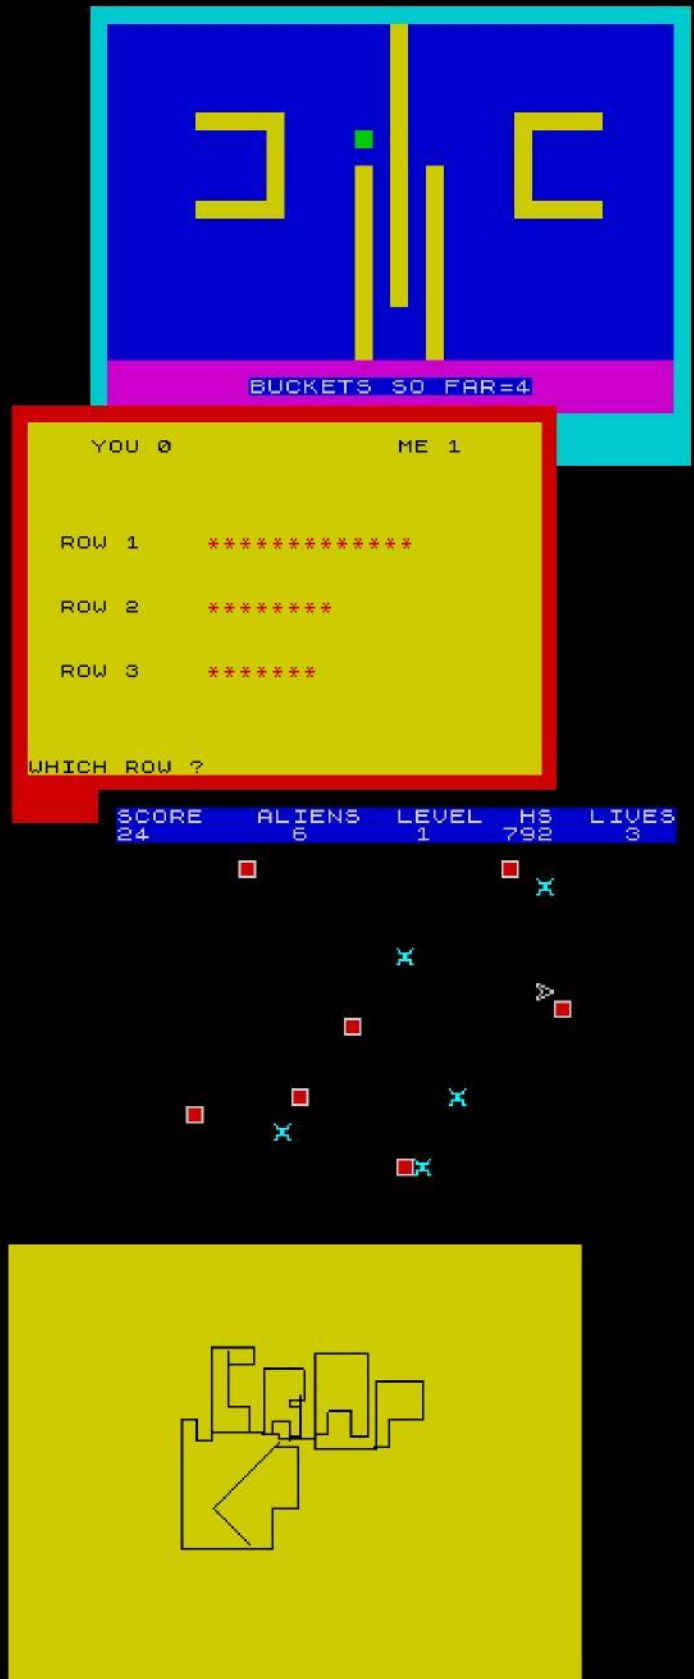 BUCKETS SO FAR=4
YOU 0 ME 1
ROW 1 *************
ROW 2 ********
ROW 3 *******
WHICH ROW ?
SCORE ALIENS LEVEL HS LIVES
24 6 1 792 3